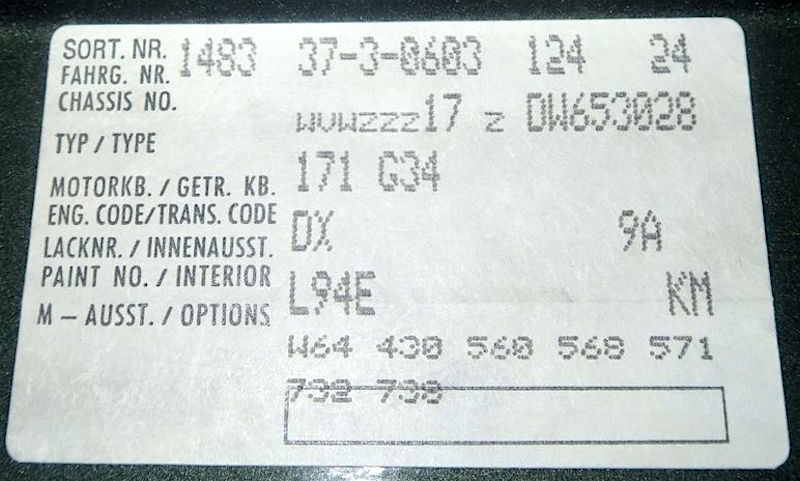 SORT. NR. 1483 37-3-0603 124 24
FAHRG. NR.
CHASSIS NO. WVWZZZ17 Z DW653028
TYP / TYPE 171 G34
MOTORKB. / GETR. KB.
ENG. CODE/TRANS. CODE DX 9A
LACKNR. / INNENAUSST.
PAINT NO. / INTERIOR L94E KM
M – AUSST. / OPTIONS
W64 430 560 568 571
732 738